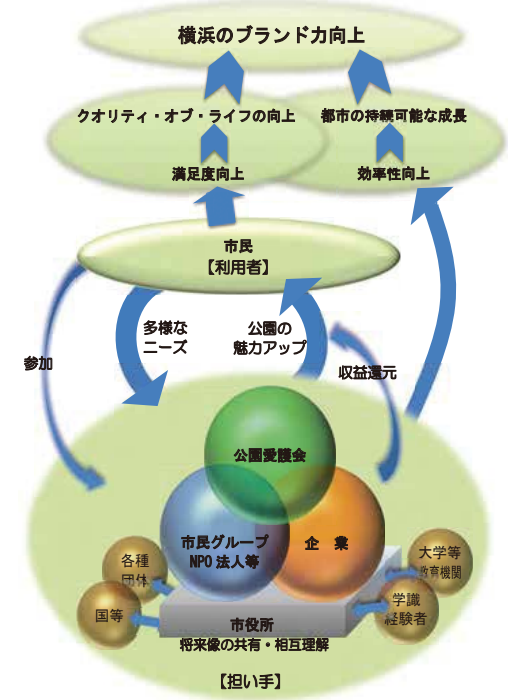 横浜のブランド力向上
クオリティ・オブ・ライフの向上
都市の持続可能な成長
満足度向上
効率性向上
市民
【利用者】
多様な
ニーズ
公園の
魅力アップ
参加
収益還元
公園愛護会
市民グループ
NPO 法人等
企　業
各種
団体
大学等
教育機関
国等
学識
経験者
市役所
将来像の共有・相互理解
【担い手】